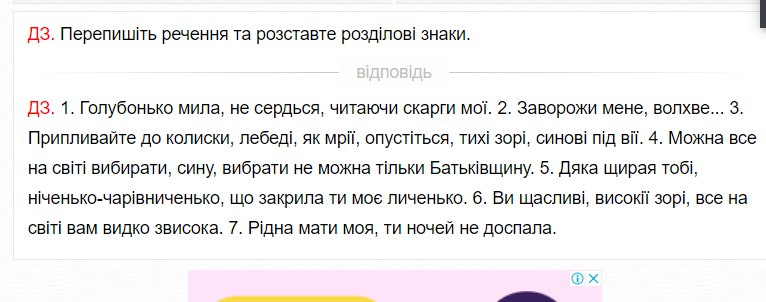 ДЗ. Перепишіть речення та розставте розділові знаки.
відповідь
ДЗ. 1. Голубонько мила, не сердься, читаючи скарги мої. 2. Заворожи мене, волхве... 3.
Припливайте до колиски, лебеді, як мрії, опустіться, тихі зорі, синові під вії. 4. Можна все
на світі вибирати, сину, вибрати не можна тільки Батьківщину. 5. Дяка щирая тобі,
ніченько-чарівниченько, що закрила ти моє личенько. 6. Ви щасливі, високії зорі, все на
світі вам видко звисока. 7. Рідна мати моя, ти ночей не доспала.